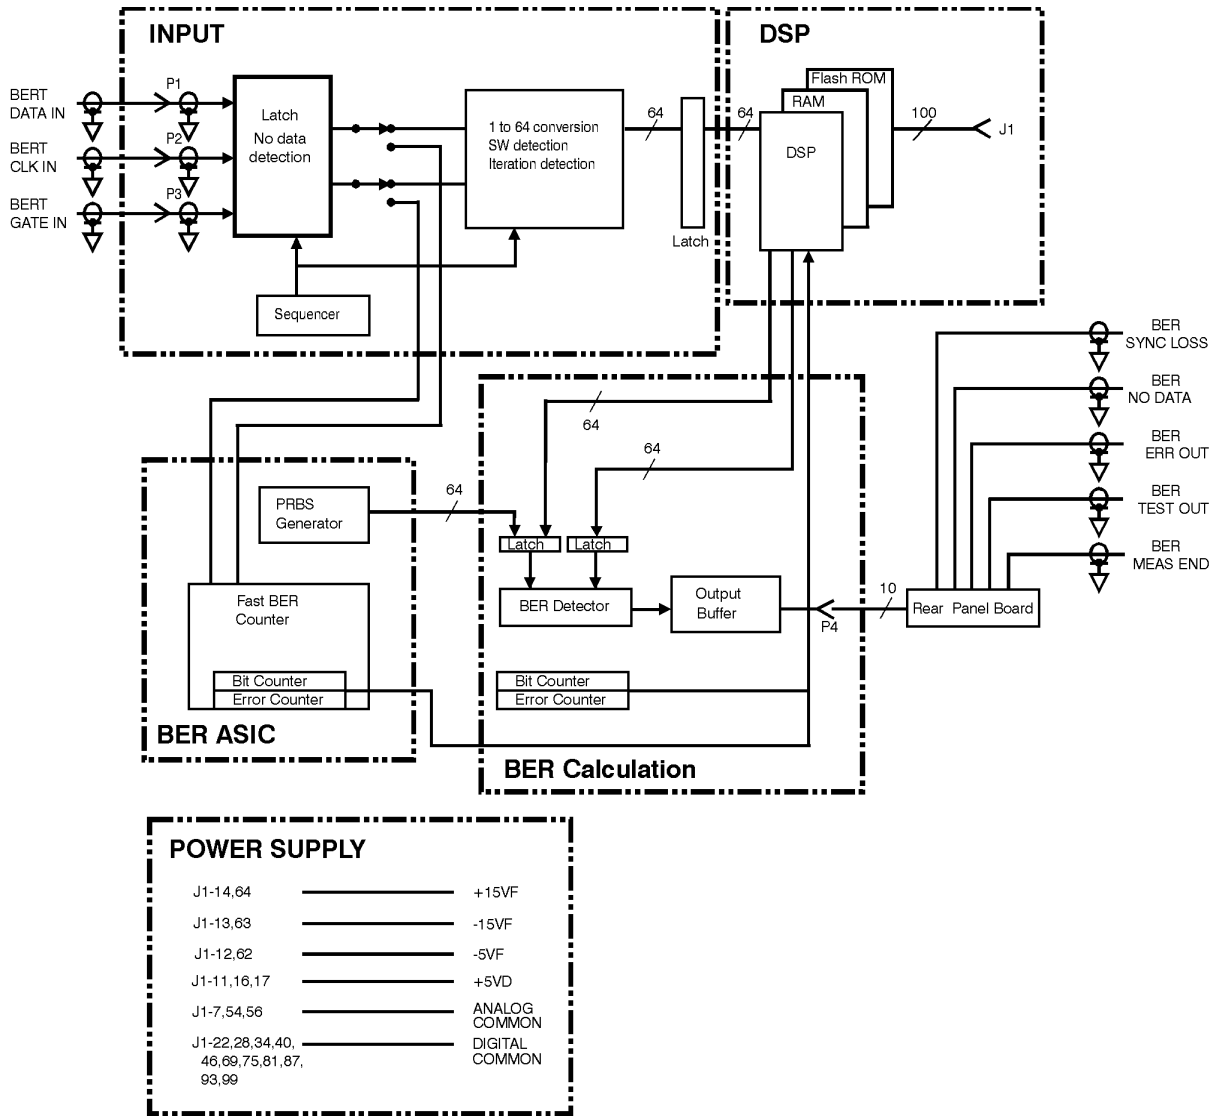 INPUT
DSP
BERT
DATA IN
P1
BERT
CLK IN
P2
BERT
GATE IN
P3
Latch
No data
detection
1 to 64 conversion
SW detection
Iteration detection
64
Latch
64
Flash ROM
RAM
DSP
100
J1
Sequencer
BER
SYNC LOSS
BER
NO DATA
BER
ERR OUT
BER
TEST OUT
BER
MEAS END
64
64
PRBS
Generator
64
Latch
Latch
Fast BER
Counter
BER Detector
Output
Buffer
P4
10
Rear Panel Board
Bit Counter
Error Counter
Bit Counter
Error Counter
BER ASIC
BER Calculation
POWER SUPPLY
J1-14,64 +15VF
J1-13,63 -15VF
J1-12,62 -5VF
J1-11,16,17 +5VD
J1-7,54,56 ANALOG
COMMON
J1-22,28,34,40, DIGITAL
46,69,75,81,87, COMMON
93,99